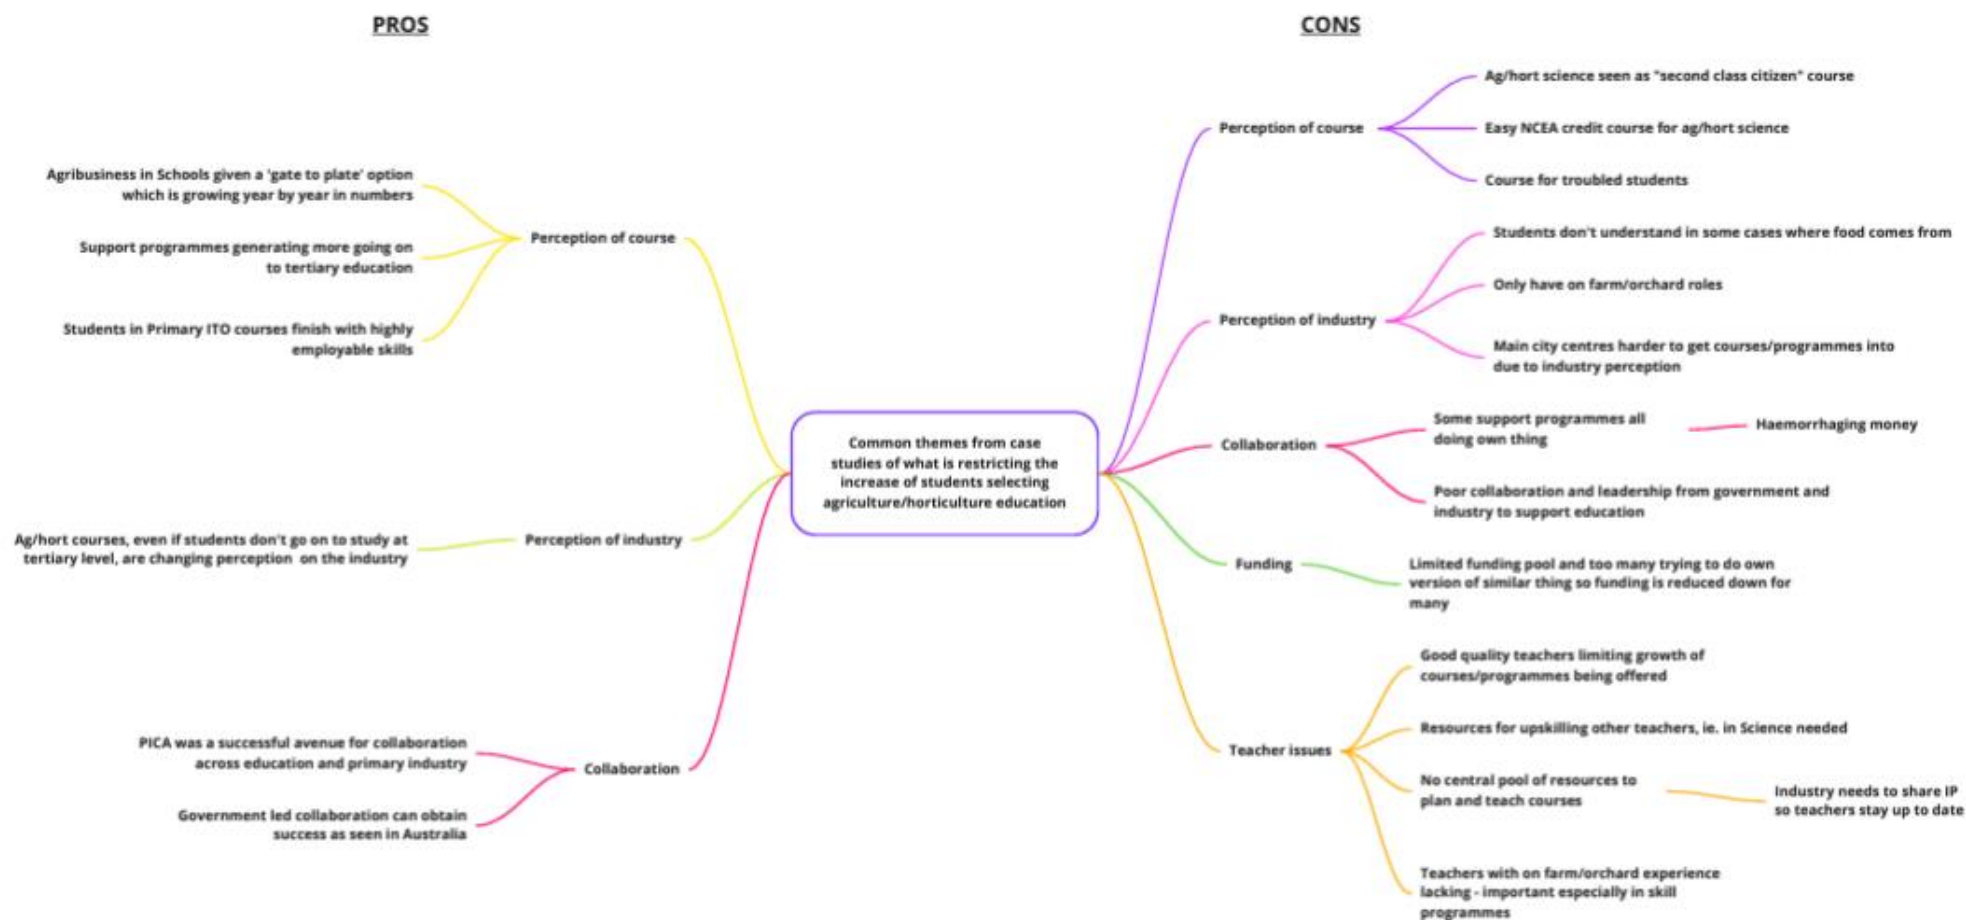 PROS
Agribusiness in Schools given a 'gate to plate' option
which is growing year by year in numbers
Support programmes generating more going on
to tertiary education
Students in Primary ITO courses finish with highly
employable skills
Perception of course
Ag/hort courses, even if students don't go on to study at
tertiary level, are changing perception on the industry
Perception of industry
PICA was a successful avenue for collaboration
across education and primary industry
Government led collaboration can obtain
success as seen in Australia
Collaboration
Common themes from case
studies of what is restricting the
increase of students selecting
agriculture/horticulture education
CONS
Perception of course
Ag/hort science seen as "second class citizen" course
Easy NCEA credit course for ag/hort science
Course for troubled students
Perception of industry
Students don't understand in some cases where food comes from
Only have on farm/orchard roles
Main city centres harder to get courses/programmes into
due to industry perception
Collaboration
Some support programmes all
doing own thing
Haemorrhaging money
Poor collaboration and leadership from government and
industry to support education
Funding
Limited funding pool and too many trying to do own
version of similar thing so funding is reduced down for
many
Teacher issues
Good quality teachers limiting growth of
courses/programmes being offered
Resources for upskilling other teachers, ie. in Science needed
No central pool of resources to
plan and teach courses
Industry needs to share IP
so teachers stay up to date
Teachers with on farm/orchard experience
lacking - important especially in skill
programmes